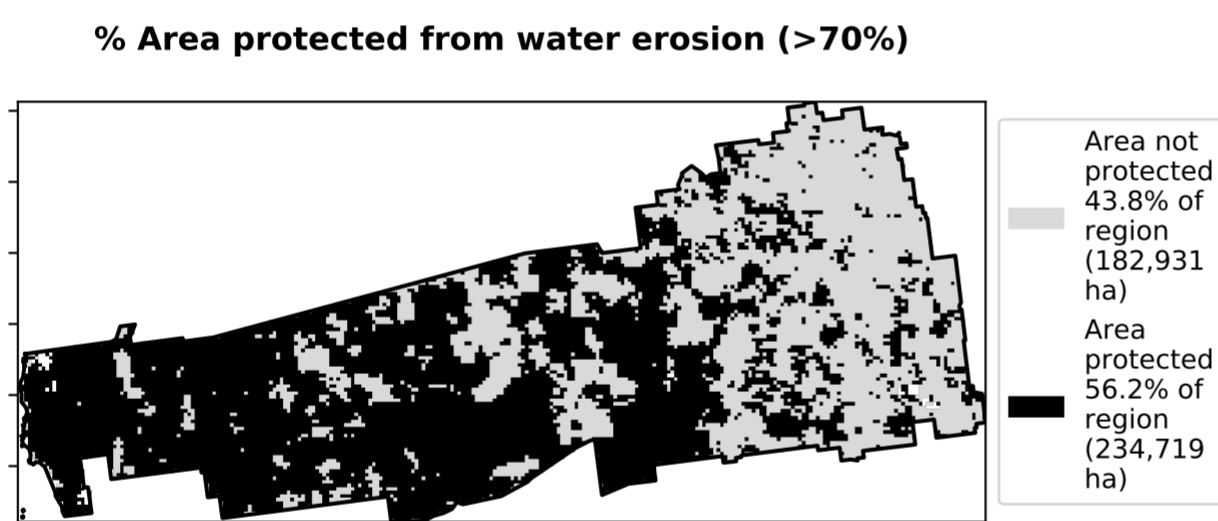 % Area protected from water erosion (>70%)
Area not
protected
43.8% of
region
(182,931
ha)
Area
protected
56.2% of
region
(234,719
ha)